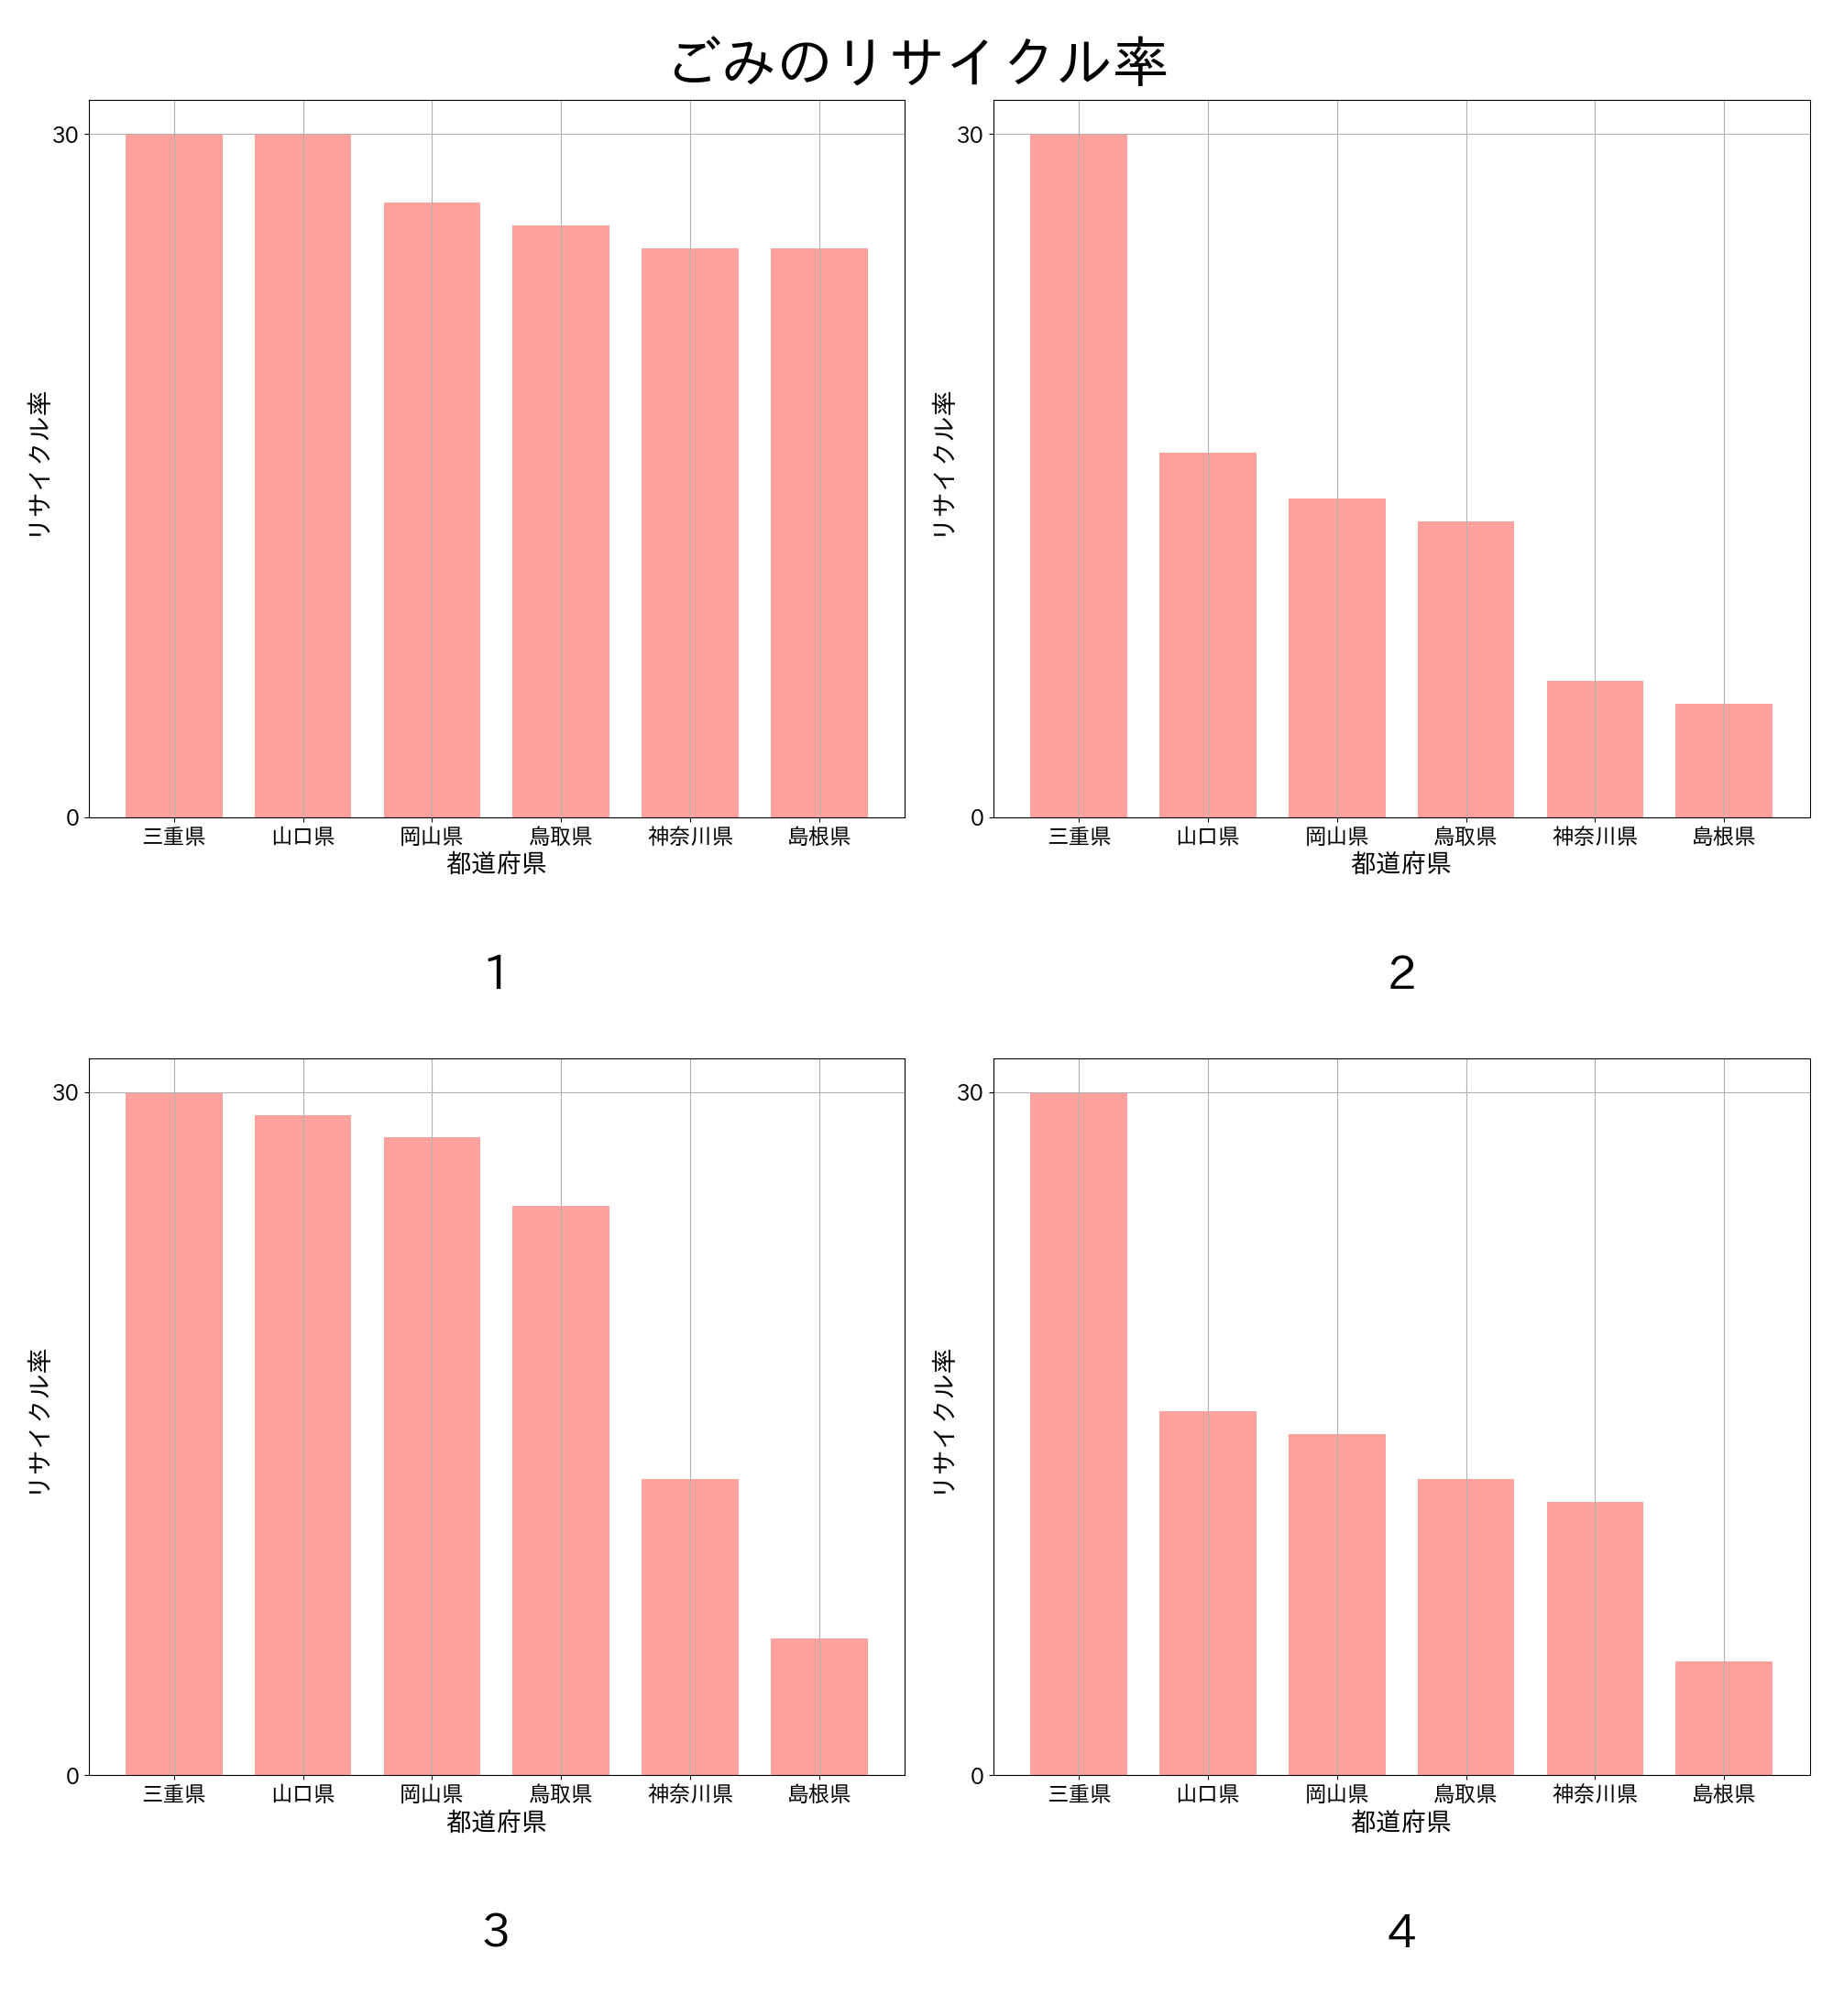 ごみのリサイクル率
30
0
リサイクル率
三重県 山口県 岡山県 鳥取県 神奈川県 島根県
都道府県
1
30
0
リサイクル率
三重県 山口県 岡山県 鳥取県 神奈川県 島根県
都道府県
2
30
0
リサイクル率
三重県 山口県 岡山県 鳥取県 神奈川県 島根県
都道府県
3
30
0
リサイクル率
三重県 山口県 岡山県 鳥取県 神奈川県 島根県
都道府県
4